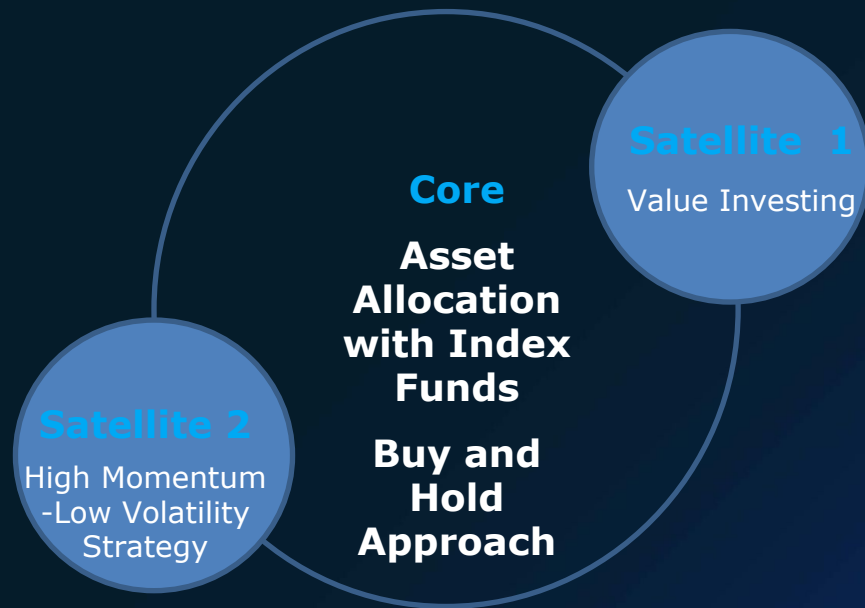 Core
Asset
Allocation
with Index
Funds
Buy and
Hold
Approach
Satellite 1
Value Investing
Satellite 2
High Momentum
-Low Volatility
Strategy